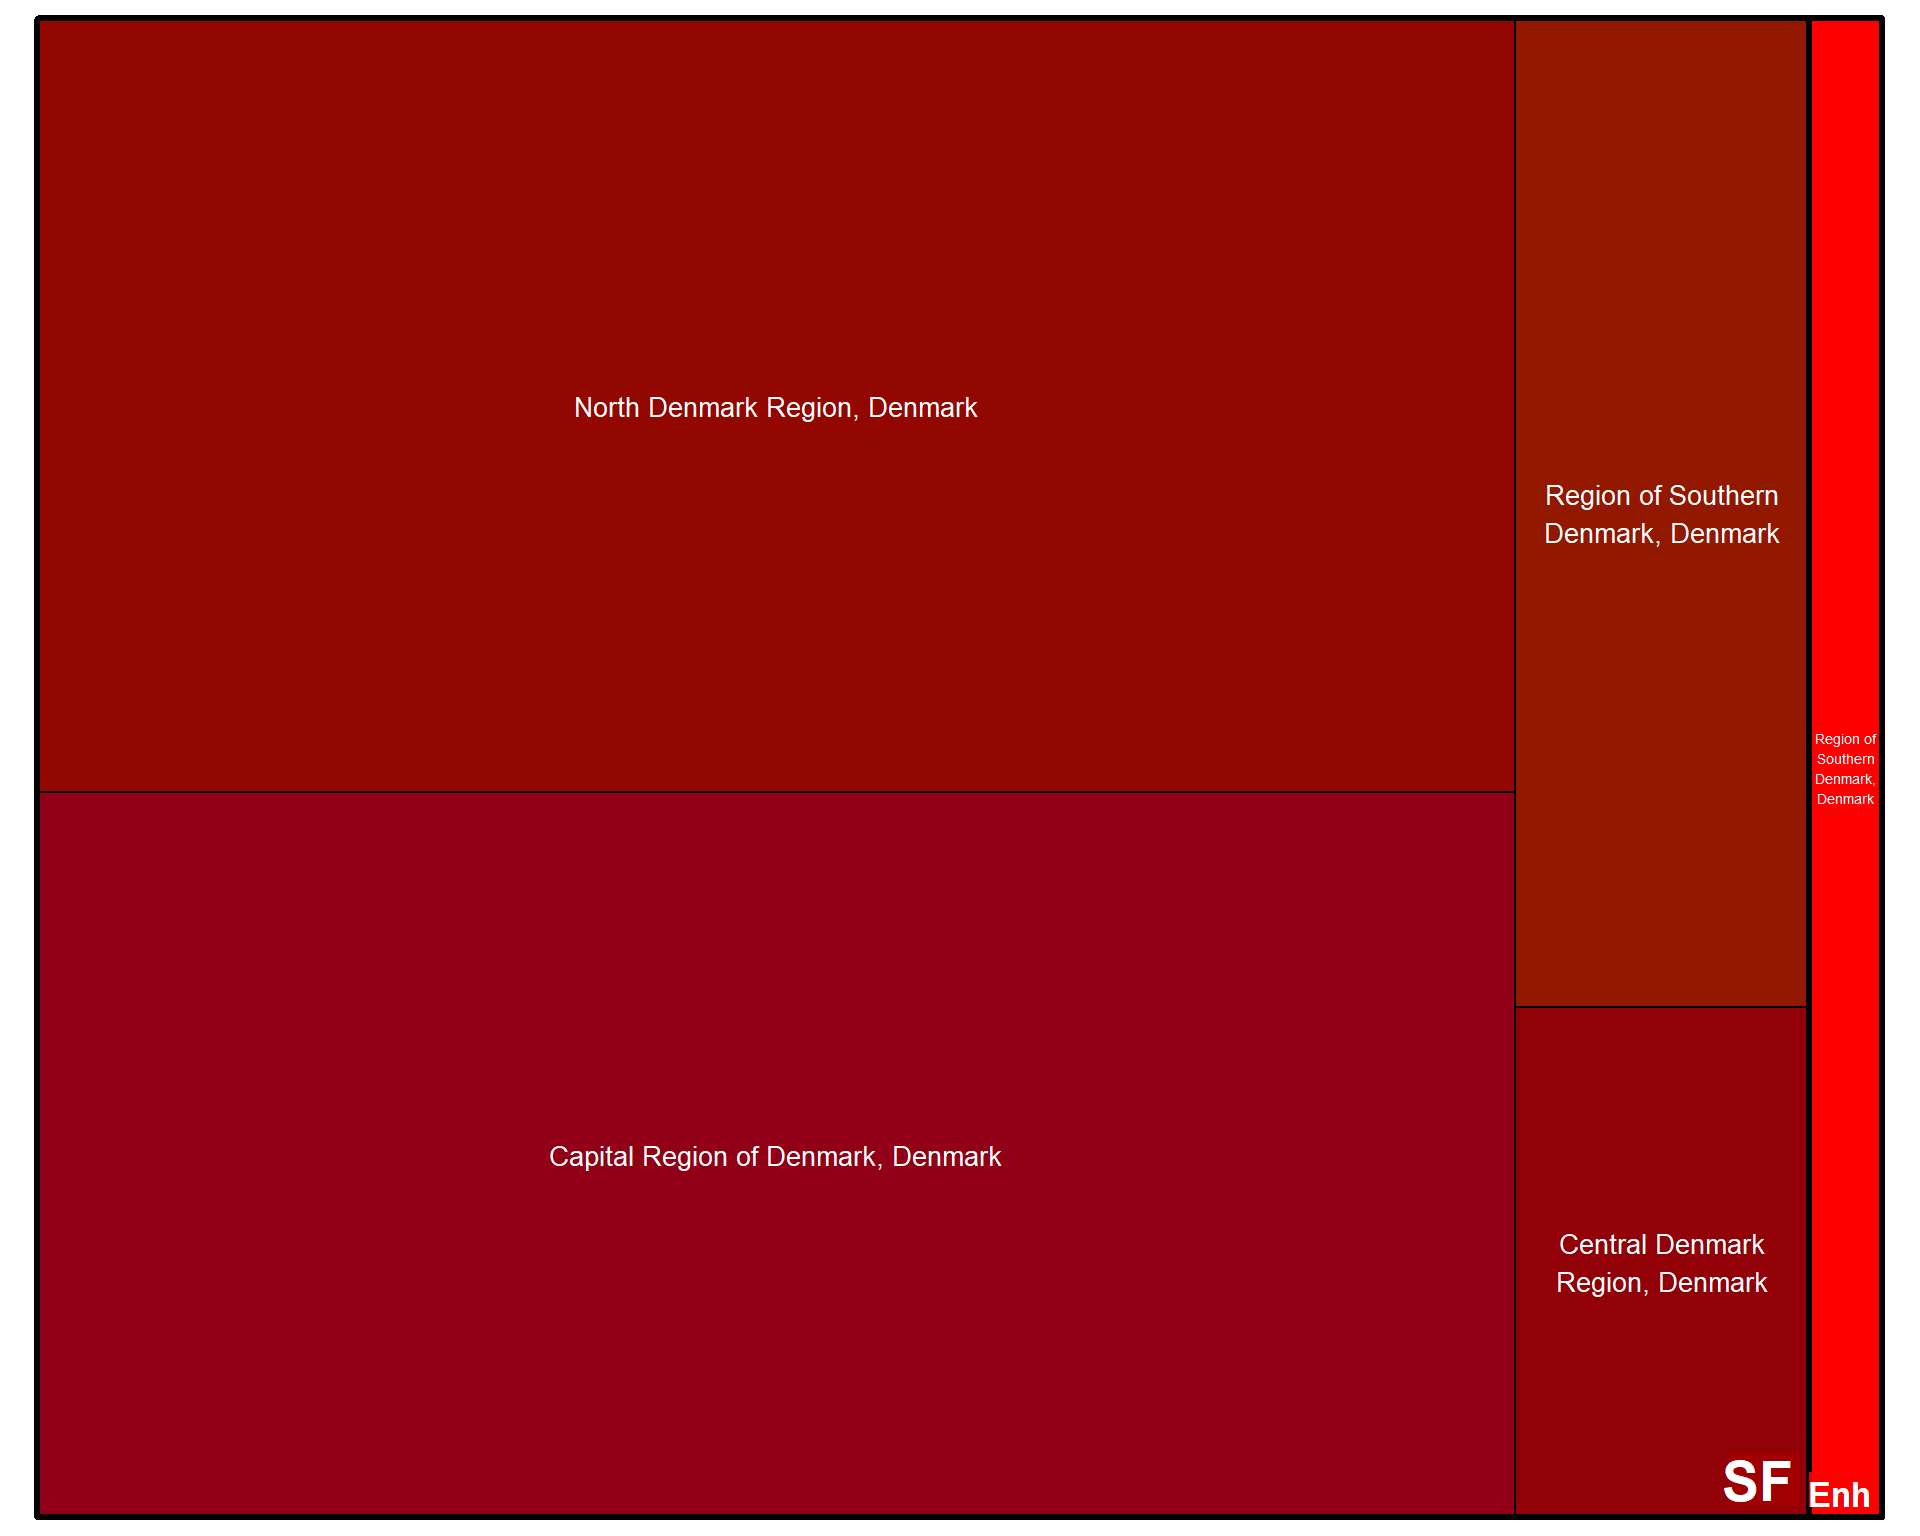 North Denmark Region, Denmark
Region of Southern
Denmark, Denmark
Region of
Southern
Denmark,
Denmark
Capital Region of Denmark, Denmark
Central Denmark
Region, Denmark
SF
Enh